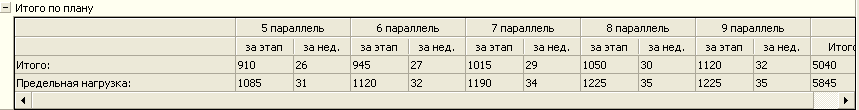 Итого по плану
5 параллель 6 параллель 7 параллель 8 параллель 9 параллель
за этап за нед. за этап за нед. за этап за нед. за этап за нед. за этап за нед. Итого
Итого: 910 26 945 27 1015 29 1050 30 1120 32 5040
Предельная нагрузка: 1085 31 1120 32 1190 34 1225 35 1225 35 5845